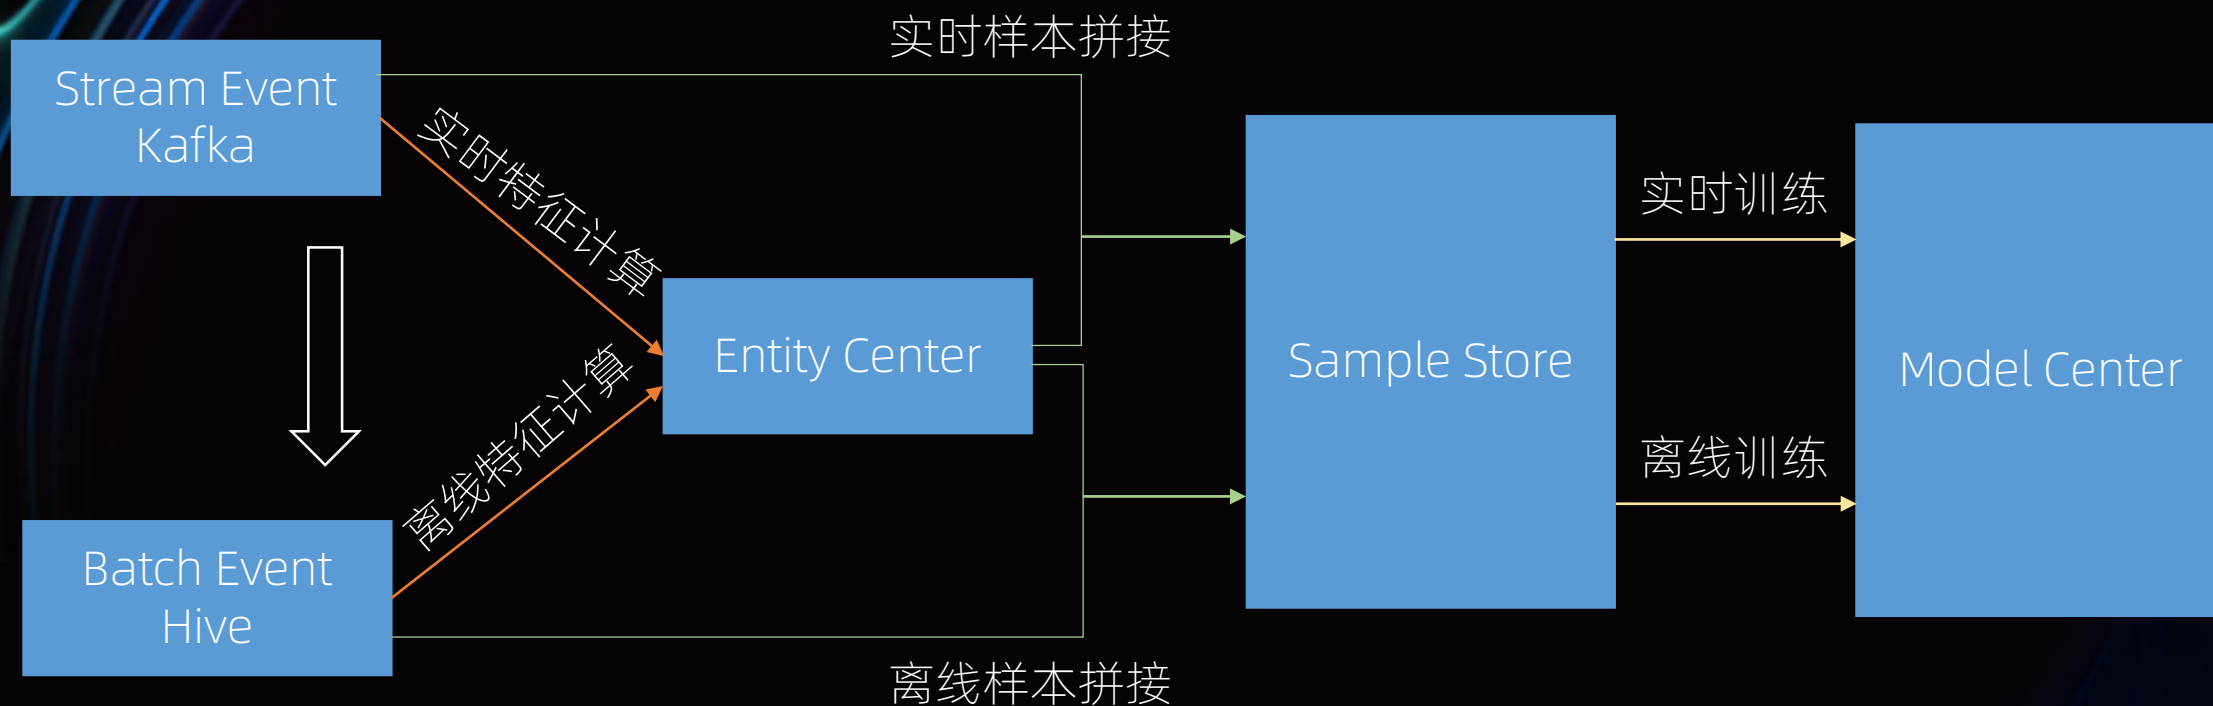 实时样本拼接
Stream Event
Kafka
实时特征计算
实时训练
Entity Center
Sample Store
Model Center
离线特征计算
离线训练
Batch Event
Hive
离线样本拼接